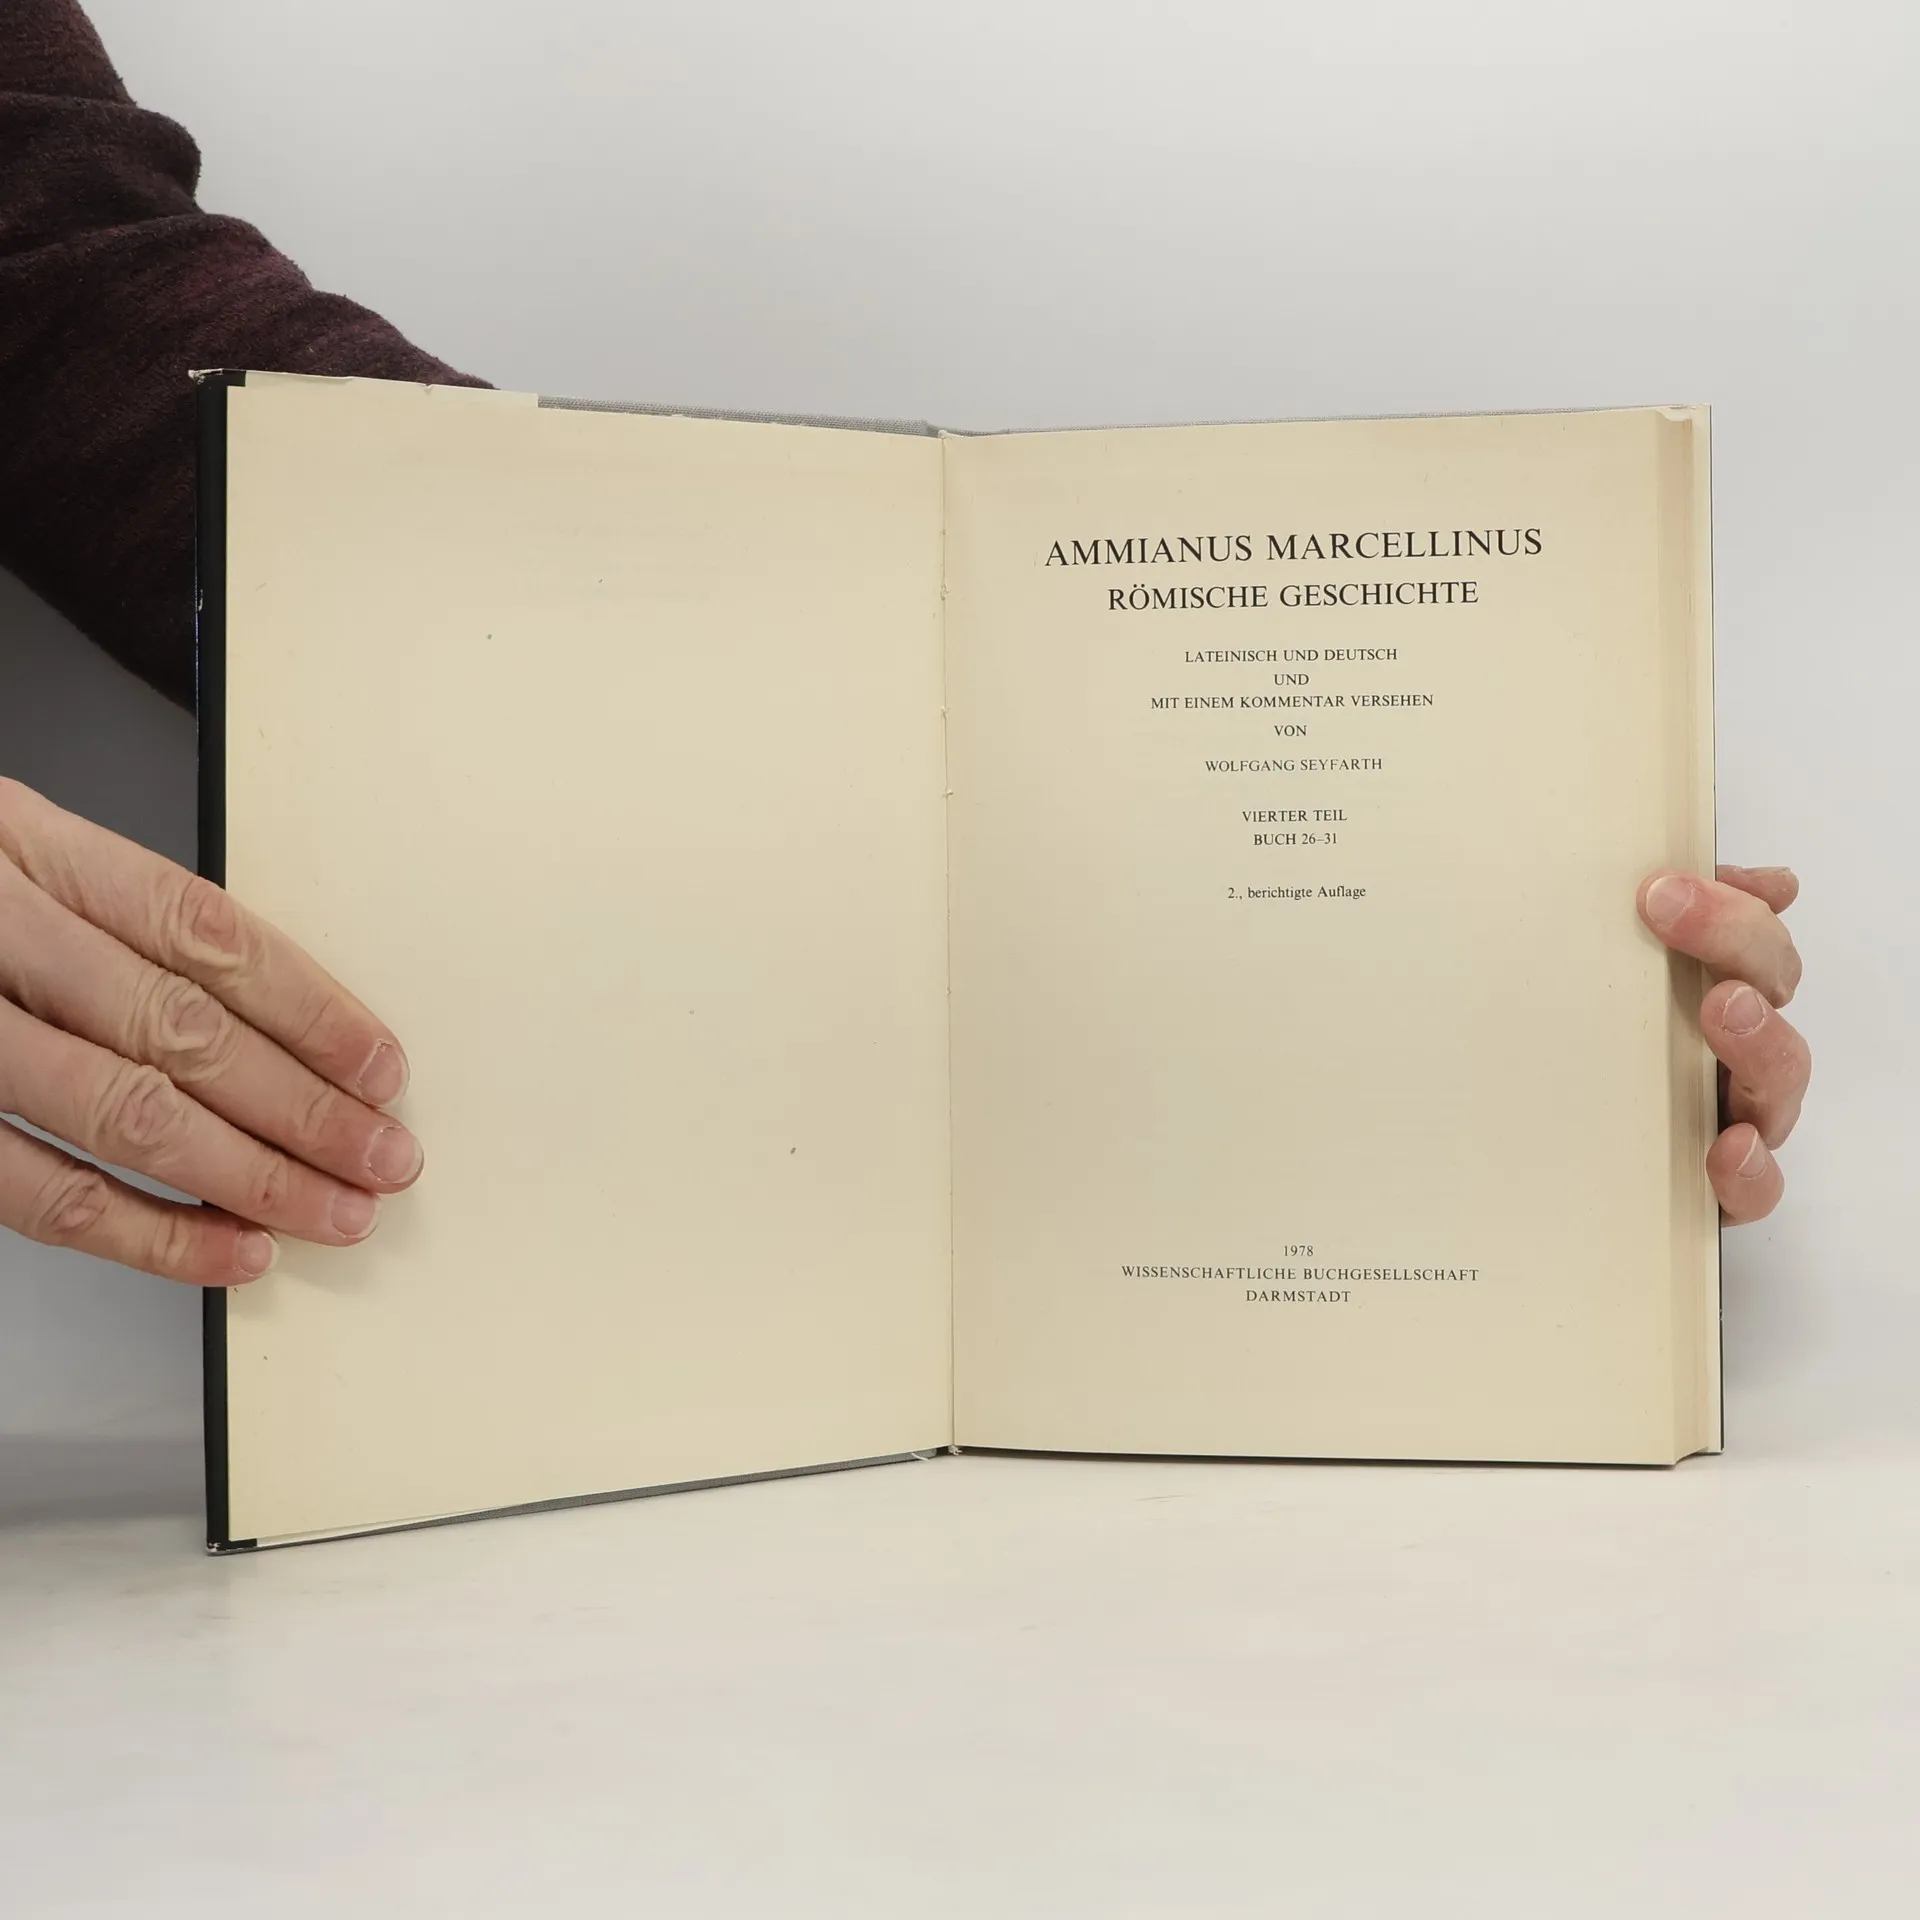 AMMIANUS MARCELLINUS
RÖMISCHE GESCHICHTE
LATEINISCH UND DEUTSCH
UND
MIT EINEM KOMMENTAR VERSEHEN
VON
WOLFGANG SEYFARTH
VIERTER TEIL
BUCH 26–31
2., berichtigte Auflage
1978
WISSENSCHAFTLICHE BUCHGESELLSCHAFT
DARMSTADT